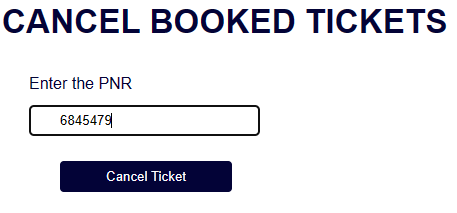 CANCEL BOOKED TICKETS
Enter the PNR
6845479
Cancel Ticket